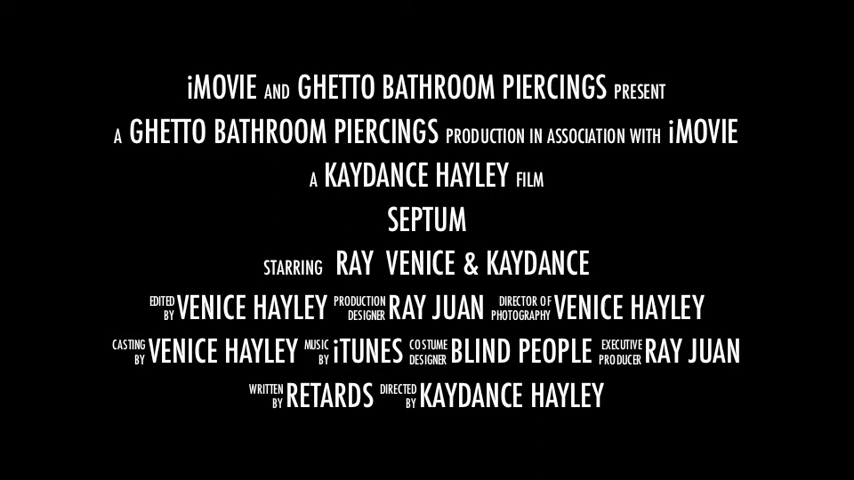 iMOVIE AND GHETTO BATHROOM PIERCINGS PRESENT
A GHETTO BATHROOM PIERCINGS PRODUCTION IN ASSOCIATION WITH iMOVIE
A KAYDANCE HAYLEY FILM
SEPTUM
STARRING RAY VENICE & KAYDANCE
EDITED BY VENICE HAYLEY PRODUCTION DESIGNER RAY JUAN DIRECTOR OF PHOTOGRAPHY VENICE HAYLEY
CASTING BY VENICE HAYLEY MUSIC BY iTUNES COSTUME DESIGNER BLIND PEOPLE EXECUTIVE PRODUCER RAY JUAN
WRITTEN BY RETARDS DIRECTED BY KAYDANCE HAYLEY